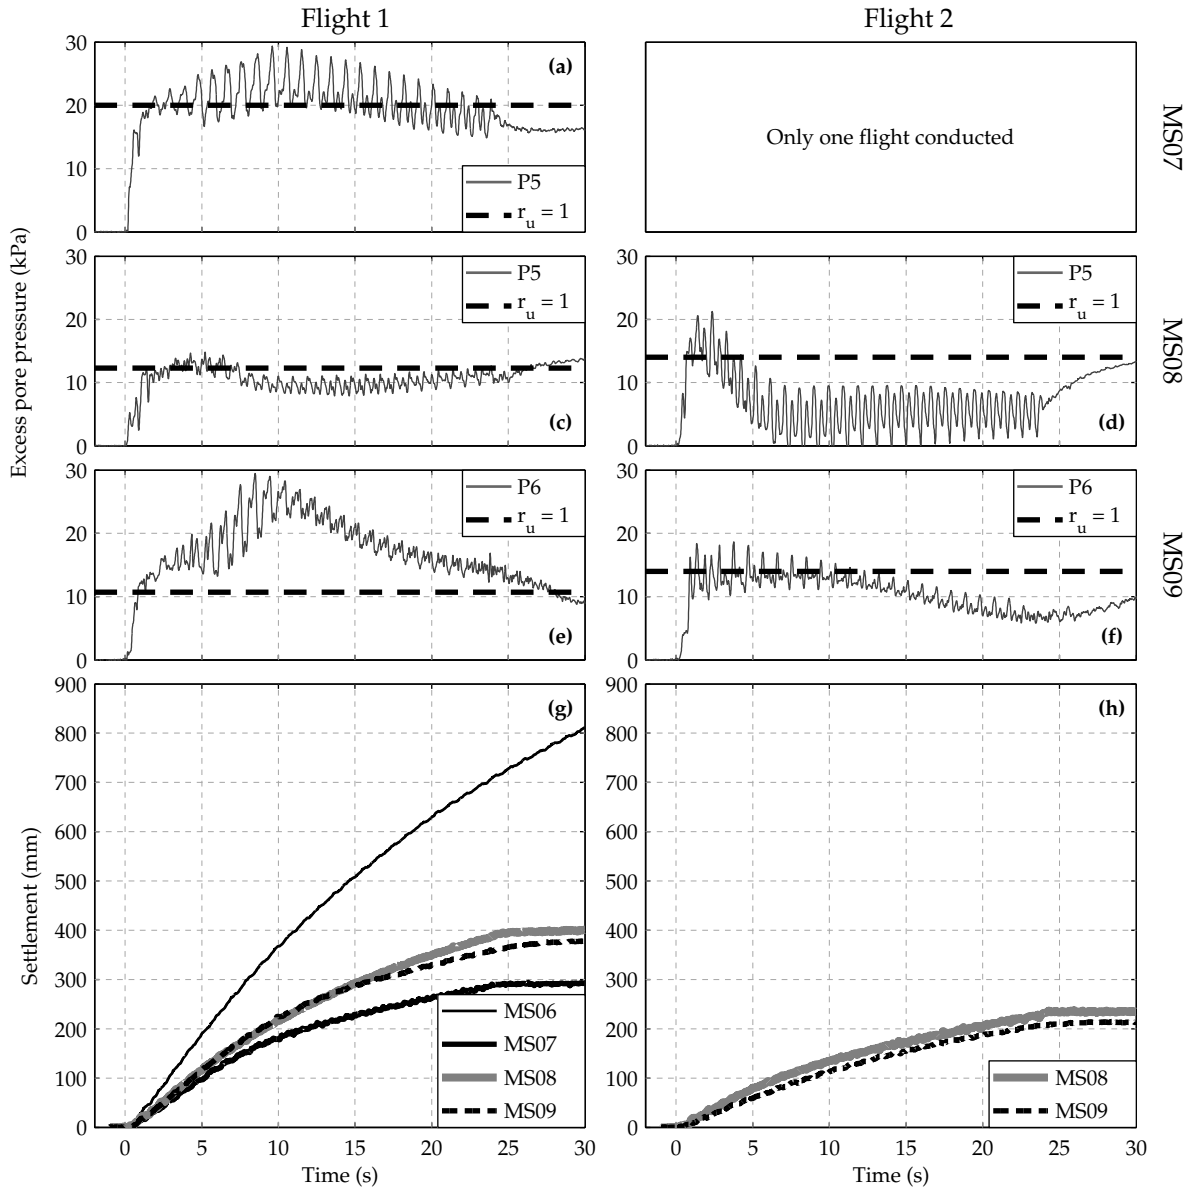 Flight 1
Flight 2
Excess pore pressure (kPa)
30
20
10
0
(a)
P5
r_u = 1
Only one flight conducted
MS07
30
20
10
0
(c)
P5
r_u = 1
30
20
10
0
(d)
P5
r_u = 1
MS08
30
20
10
0
(e)
P6
r_u = 1
30
20
10
0
(f)
P6
r_u = 1
MS09
Settlement (mm)
900
800
700
600
500
400
300
200
100
0
(g)
MS06
MS07
MS08
MS09
0 5 10 15 20 25 30
Time (s)
900
800
700
600
500
400
300
200
100
0
(h)
MS08
MS09
0 5 10 15 20 25 30
Time (s)